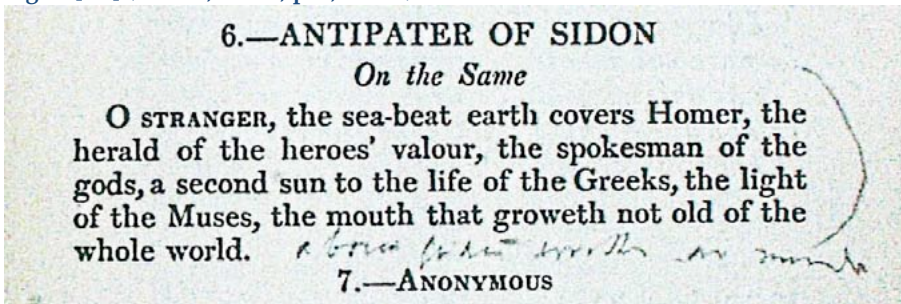 6.—ANTIPATER OF SIDON
On the Same
O STRANGER, the sea-beat earth covers Homer, the
herald of the heroes' valour, the spokesman of the
gods, a second sun to the life of the Greeks, the light
of the Muses, the mouth that groweth not old of the
whole world.
7.—ANONYMOUS